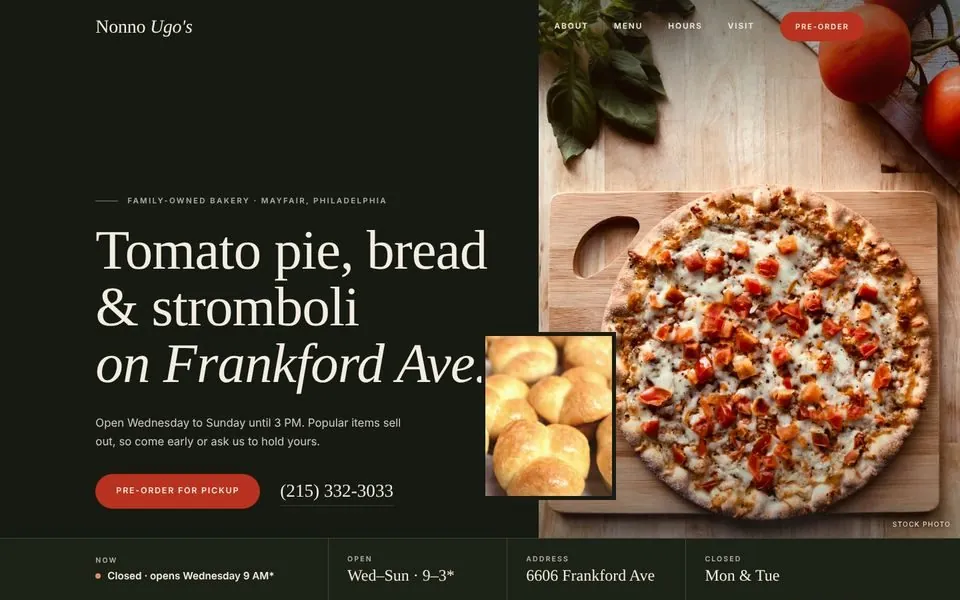 Nonno Ugo's
ABOUT MENU HOURS VISIT PRE-ORDER
FAMILY-OWNED BAKERY · MAYFAIR, PHILADELPHIA
Tomato pie, bread
& stromboli
on Frankford Ave.
Open Wednesday to Sunday until 3 PM. Popular items sell
out, so come early or ask us to hold yours.
PRE-ORDER FOR PICKUP
(215) 332-3033
STOCK PHOTO
NOW
Closed · opens Wednesday 9 AM*
OPEN
Wed–Sun · 9–3*
ADDRESS
6606 Frankford Ave
CLOSED
Mon & Tue